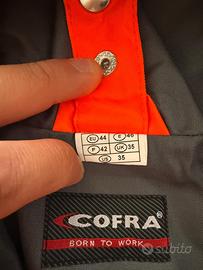 EU 44 E 46
F 42 UK 35
US 35
COFRA
BORN TO WORK
subito